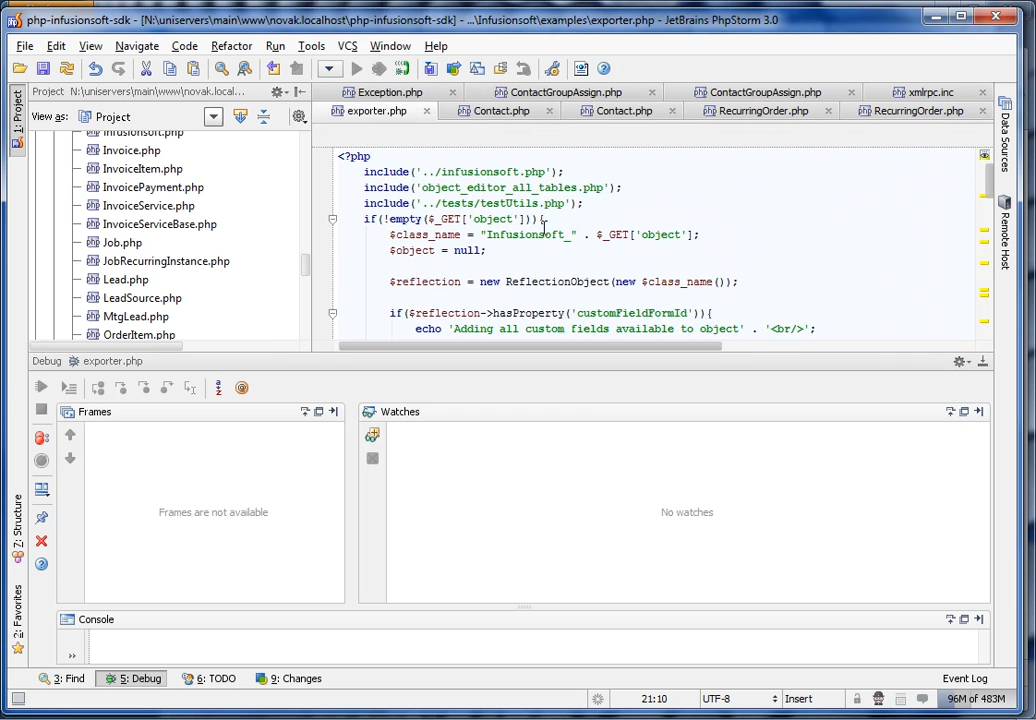 php-infusionsoft-sdk - [N:\uniservers\main\www\novak.localhost\php-infusionsoft-sdk] - ...\Infusionsoft\examples\exporter.php - JetBrains PhpStorm 3.0
File Edit View Navigate Code Refactor Run Tools VCS Window Help
Project N:\uniservers\main\www\novak.local...
Exception.php ContactGroupAssign.php ContactGroupAssign.php xmlrpc.inc
View as: Project
exporter.php Contact.php Contact.php RecurringOrder.php RecurringOrder.php
1: Project
Infusionsoft.php
Invoice.php
InvoiceItem.php
InvoicePayment.php
InvoiceService.php
InvoiceServiceBase.php
Job.php
JobRecurringInstance.php
Lead.php
LeadSource.php
MtgLead.php
OrderItem.php
<?php
include('../infusionsoft.php');
include('object_editor_all_tables.php');
include('../tests/testUtils.php');
if(!empty($_GET['object'])){
$class_name = "Infusionsoft_" . $_GET['object'];
$object = null;
$reflection = new ReflectionObject(new $class_name());
if($reflection->hasProperty('customFieldFormId')){
echo 'Adding all custom fields available to object' . '<br/>';
Data Sources
Remote Host
Debug exporter.php
Frames
Watches
Frames are not available
No watches
7: Structure
2: Favorites
Console
»
3: Find 5: Debug 6: TODO 9: Changes Event Log
21:10 UTF-8 Insert 96M of 483M